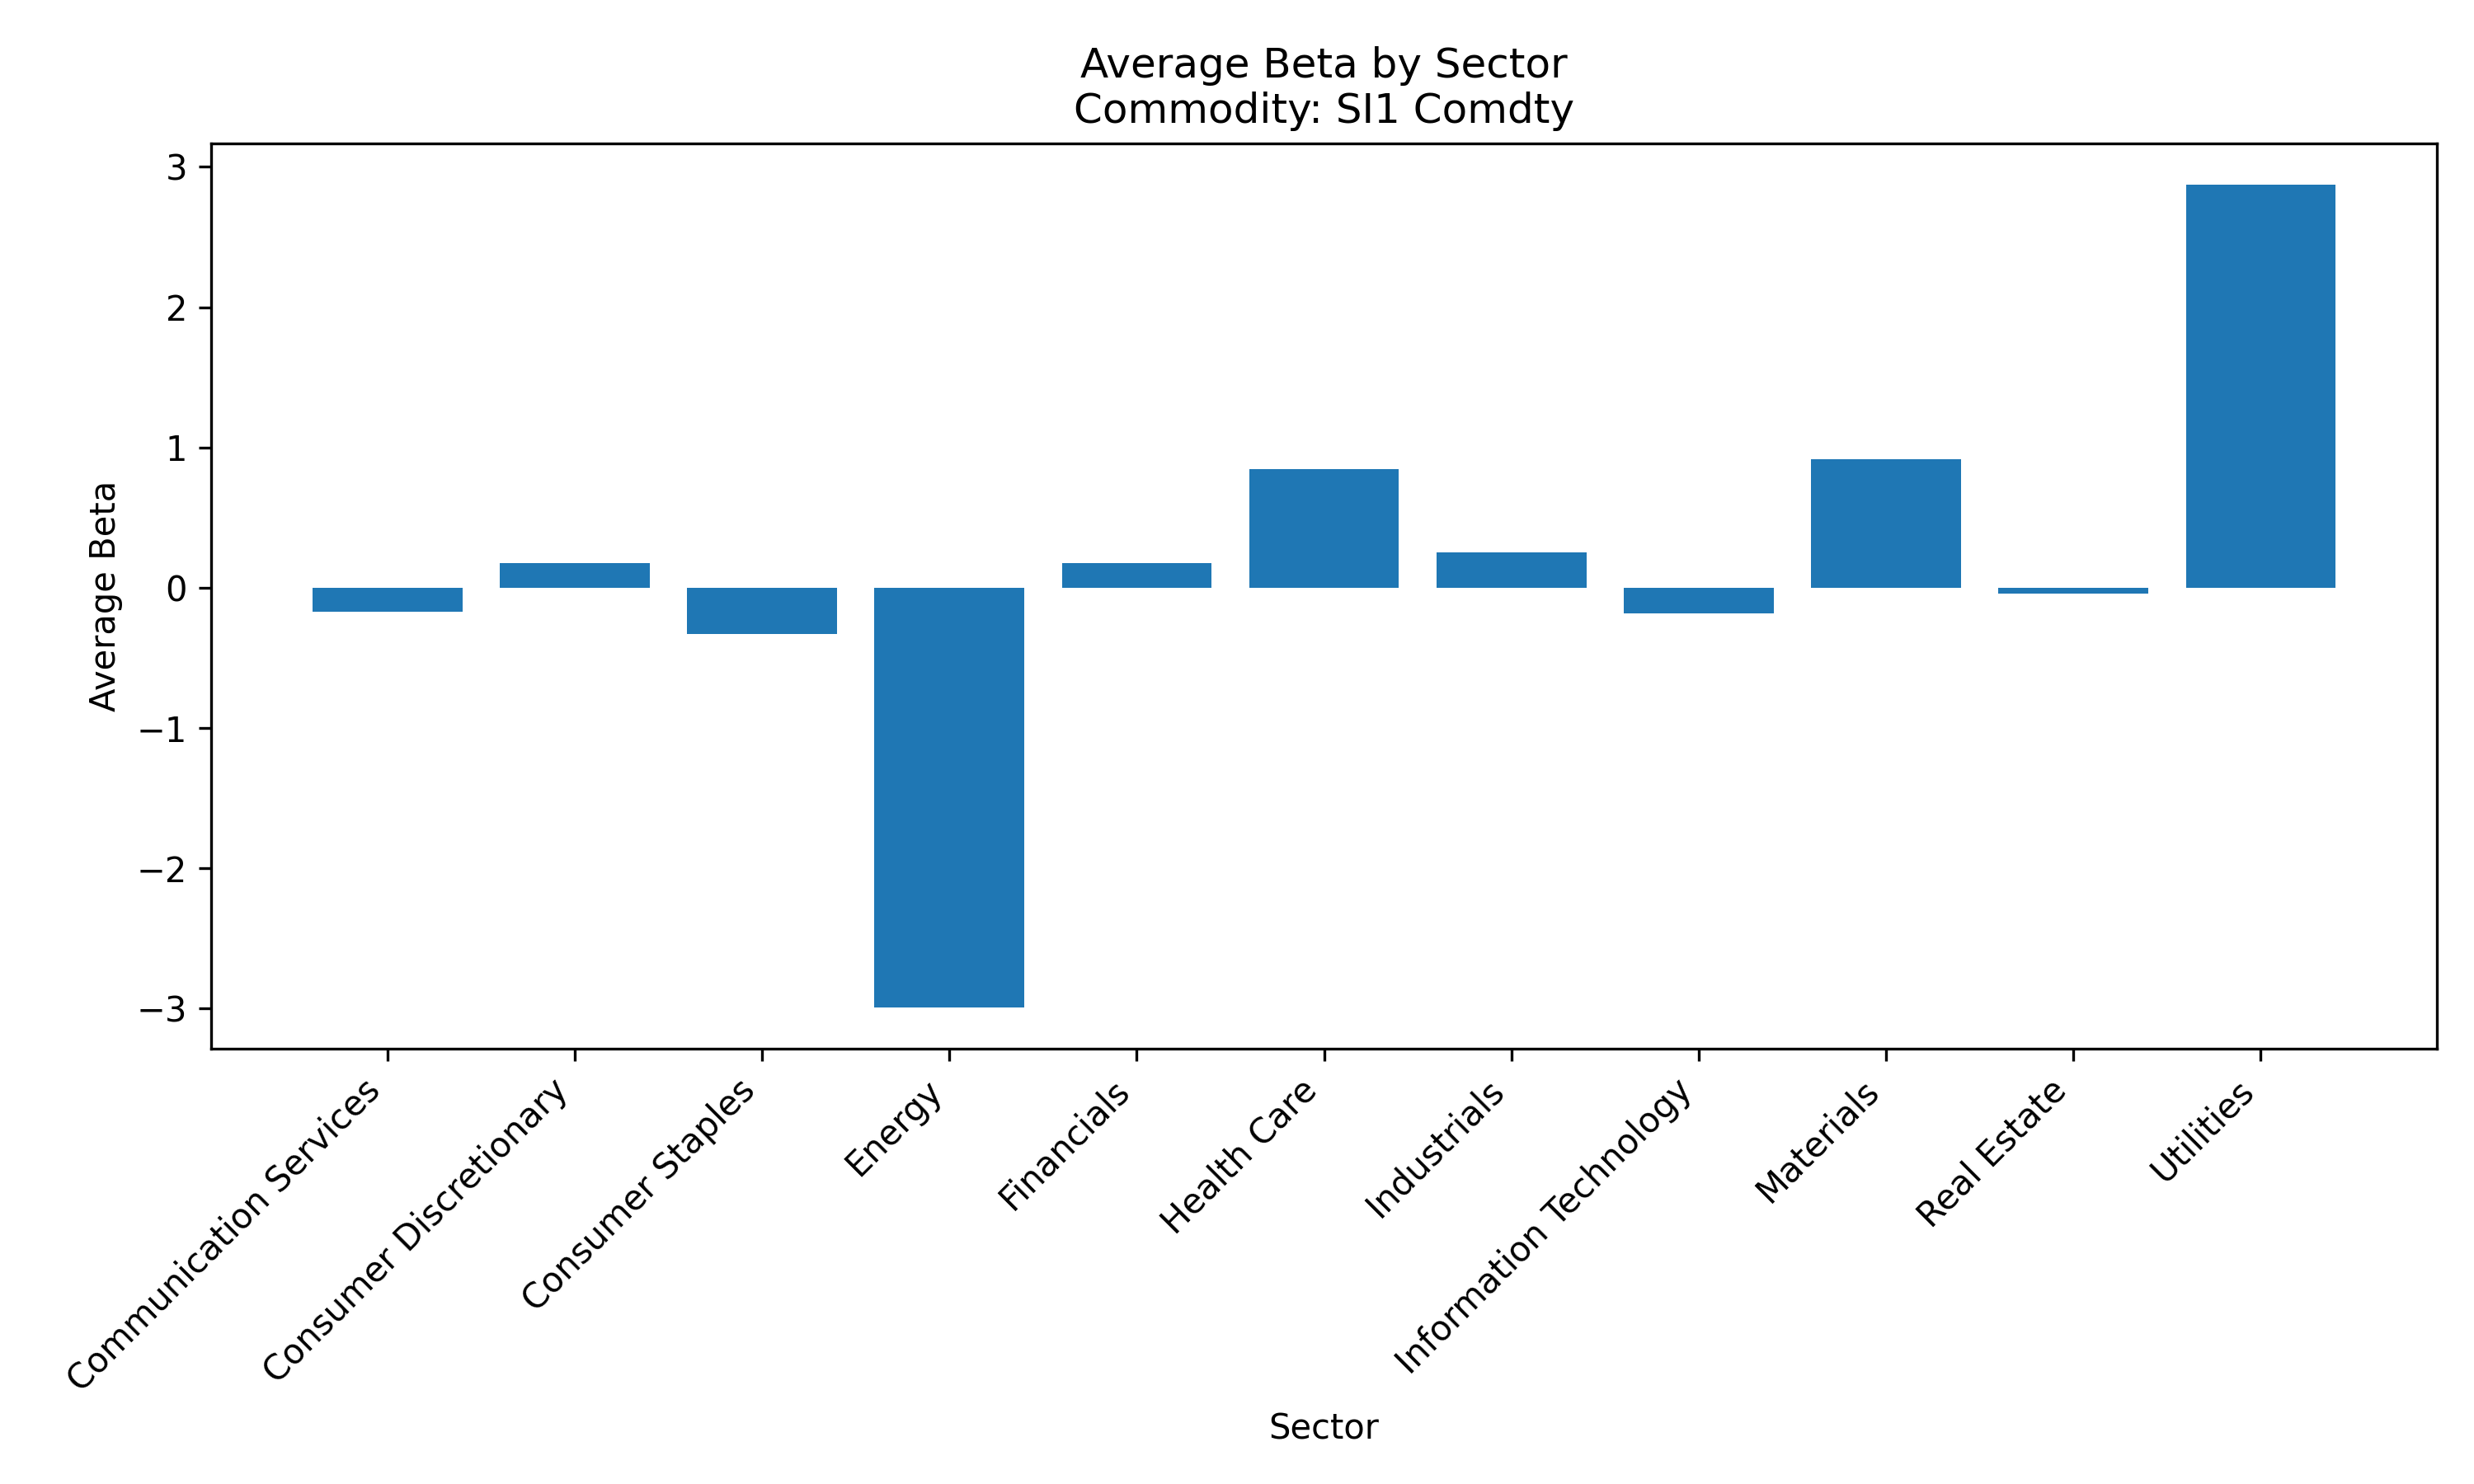 Average Beta by Sector
Commodity: SI1 Comdty
Average Beta
3
2
1
0
−1
−2
−3
Communication Services
Consumer Discretionary
Consumer Staples
Energy
Financials
Health Care
Industrials
Information Technology
Materials
Real Estate
Utilities
Sector